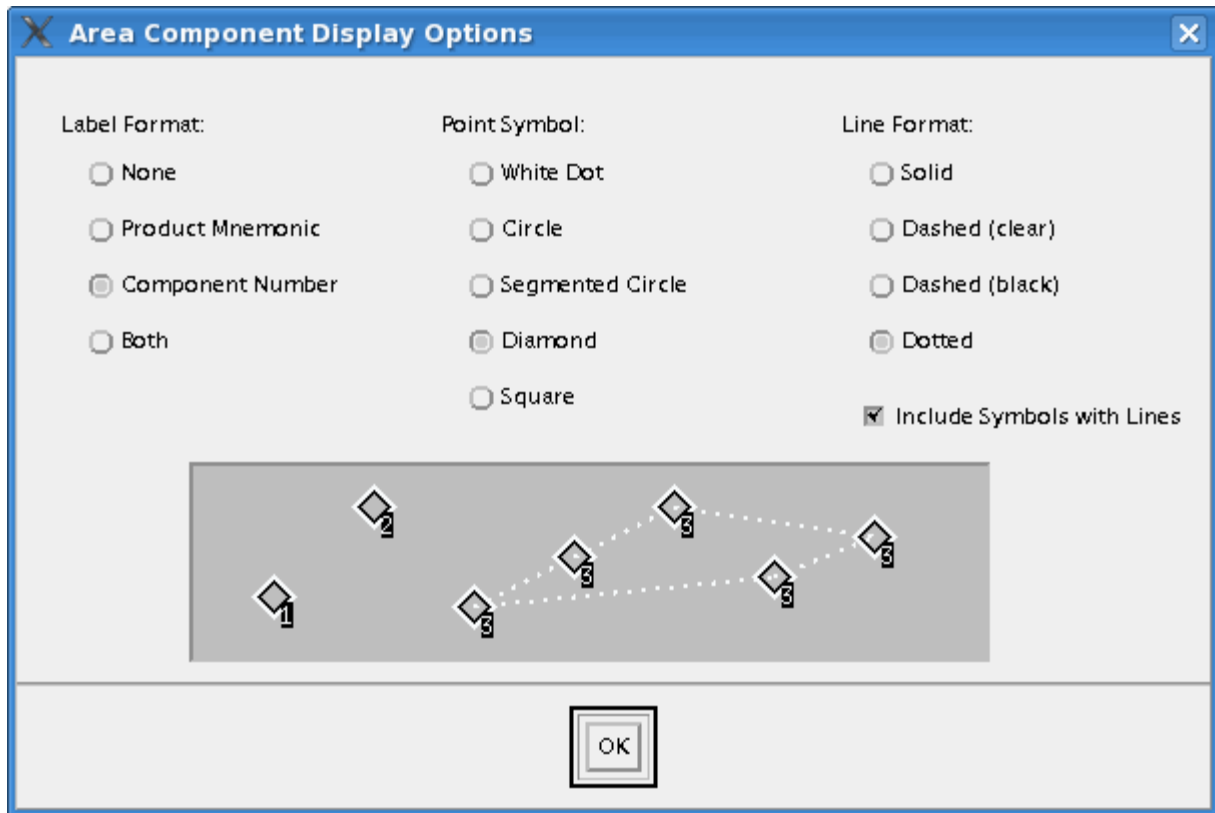 Area Component Display Options
Label Format:
None
Product Mnemonic
Component Number
Both
Point Symbol:
White Dot
Circle
Segmented Circle
Diamond
Square
Line Format:
Solid
Dashed (clear)
Dashed (black)
Dotted
Include Symbols with Lines
2
3
3
3
3
1
3
OK